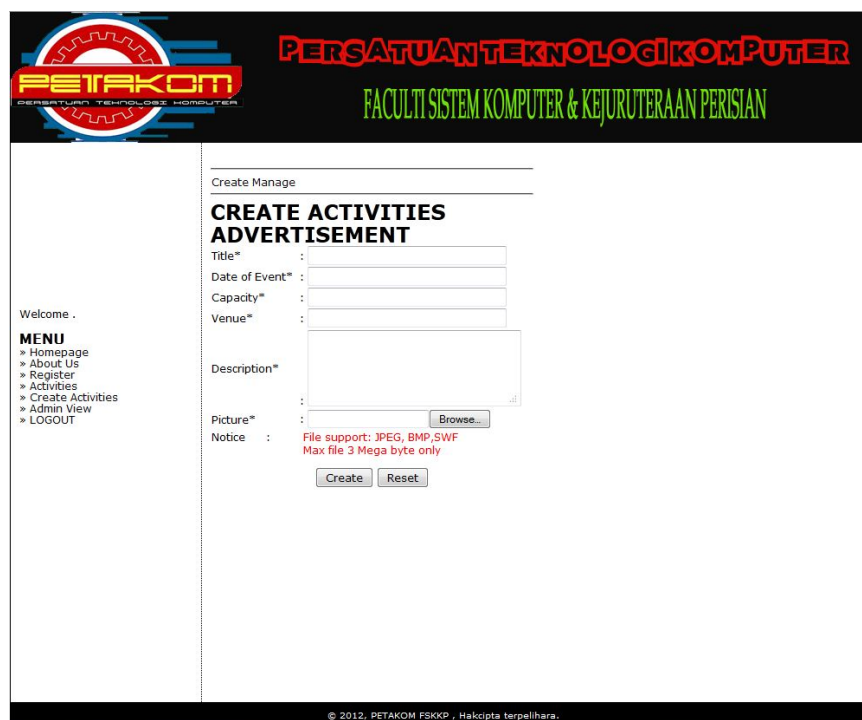 PETAKOM
PERSATUAN TEKNOLOGI KOMPUTER
PERSATUAN TEKNOLOGI KOMPUTER
FACULTI SISTEM KOMPUTER & KEJURUTERAAN PERISIAN
Welcome .
MENU
» Homepage
» About Us
» Register
» Activities
» Create Activities
» Admin View
» LOGOUT
Create Manage
CREATE ACTIVITIES
ADVERTISEMENT
Title* :
Date of Event* :
Capacity* :
Venue* :
Description* :
Picture* : Browse...
Notice : File support: JPEG, BMP,SWF
Max file 3 Mega byte only
Create Reset
© 2012, PETAKOM FSKKP , Hakcipta terpelihara.